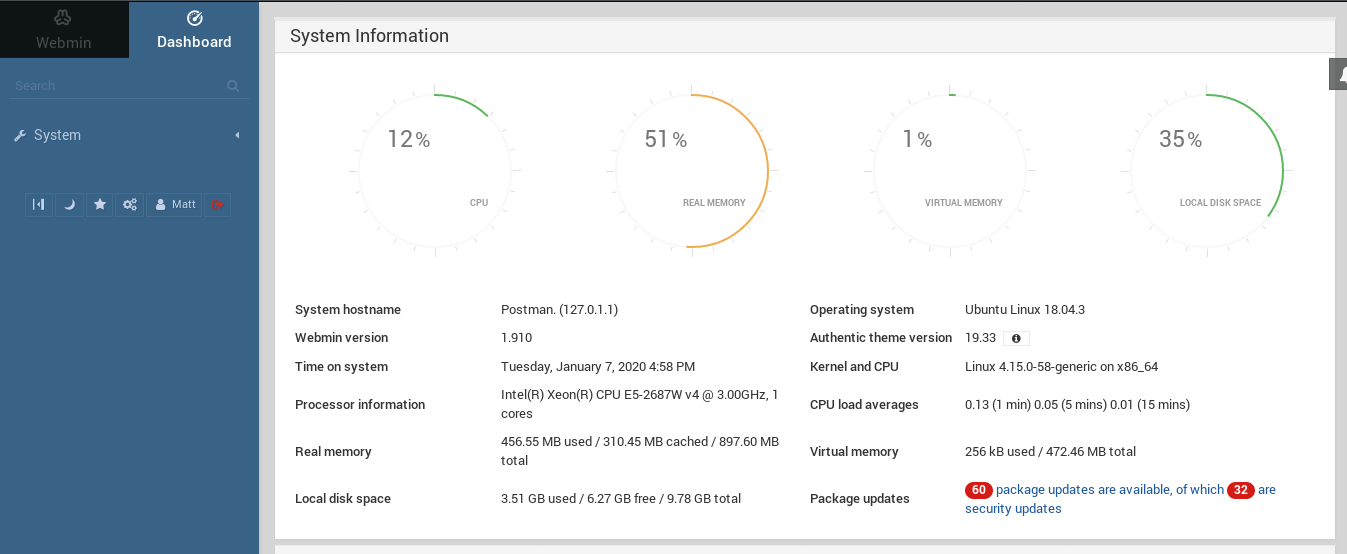 Webmin
Dashboard
Search
System
Matt
System Information
12%
CPU
51%
REAL MEMORY
1%
VIRTUAL MEMORY
35%
LOCAL DISK SPACE
System hostname Postman. (127.0.1.1) Operating system Ubuntu Linux 18.04.3
Webmin version 1.910 Authentic theme version 19.33
Time on system Tuesday, January 7, 2020 4:58 PM Kernel and CPU Linux 4.15.0-58-generic on x86_64
Processor information Intel(R) Xeon(R) CPU E5-2687W v4 @ 3.00GHz, 1
cores
CPU load averages 0.13 (1 min) 0.05 (5 mins) 0.01 (15 mins)
Real memory 456.55 MB used / 310.45 MB cached / 897.60 MB
total
Virtual memory 256 kB used / 472.46 MB total
Local disk space 3.51 GB used / 6.27 GB free / 9.78 GB total
Package updates 60 package updates are available, of which 32 are
security updates